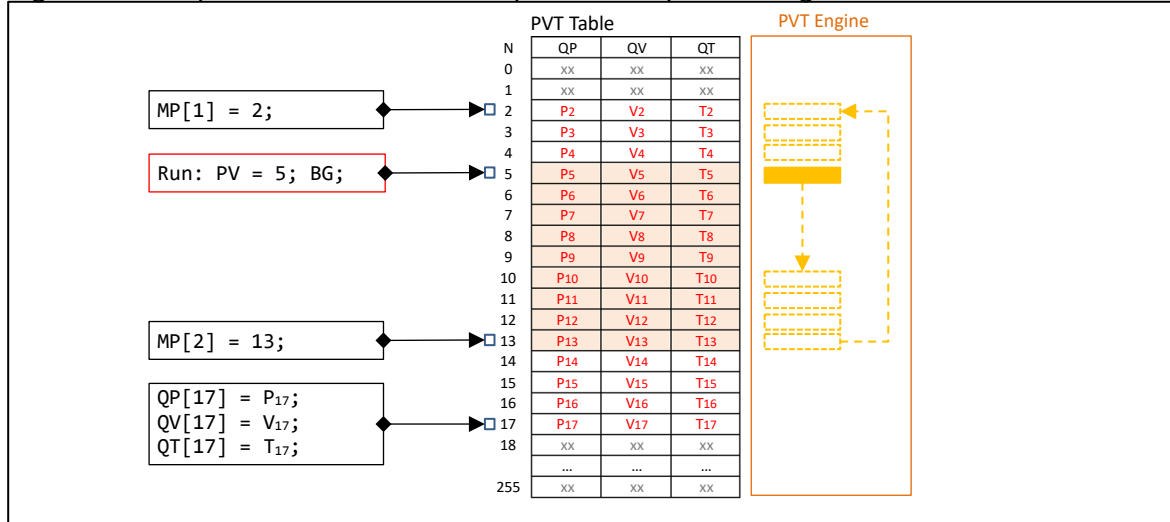 PVT Table
PVT Engine
N QP QV QT
0 xx xx xx
1 xx xx xx
MP[1] = 2;
2 P2 V2 T2
3 P3 V3 T3
4 P4 V4 T4
Run: PV = 5; BG;
5 P5 V5 T5
6 P6 V6 T6
7 P7 V7 T7
8 P8 V8 T8
9 P9 V9 T9
10 P10 V10 T10
11 P11 V11 T11
12 P12 V12 T12
MP[2] = 13;
13 P13 V13 T13
14 P14 V14 T14
15 P15 V15 T15
16 P16 V16 T16
QP[17] = P17;
QV[17] = V17;
QT[17] = T17;
17 P17 V17 T17
18 xx xx xx
... ... ...
255 xx xx xx